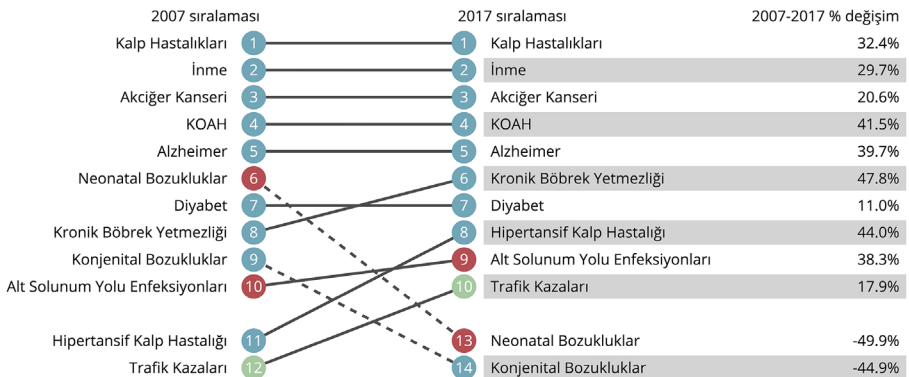 2007 sıralaması 2017 sıralaması 2007-2017 % değişim
Kalp Hastalıkları 1 1 Kalp Hastalıkları 32.4%
İnme 2 2 İnme 29.7%
Akciğer Kanseri 3 3 Akciğer Kanseri 20.6%
KOAH 4 4 KOAH 41.5%
Alzheimer 5 5 Alzheimer 39.7%
Neonatal Bozukluklar 6 6 Kronik Böbrek Yetmezliği 47.8%
Diyabet 7 7 Diyabet 11.0%
Kronik Böbrek Yetmezliği 8 8 Hipertansif Kalp Hastalığı 44.0%
Konjenital Bozukluklar 9 9 Alt Solunum Yolu Enfeksiyonları 38.3%
Alt Solunum Yolu Enfeksiyonları 10 10 Trafik Kazaları 17.9%
Hipertansif Kalp Hastalığı 11 13 Neonatal Bozukluklar -49.9%
Trafik Kazaları 12 14 Konjenital Bozukluklar -44.9%